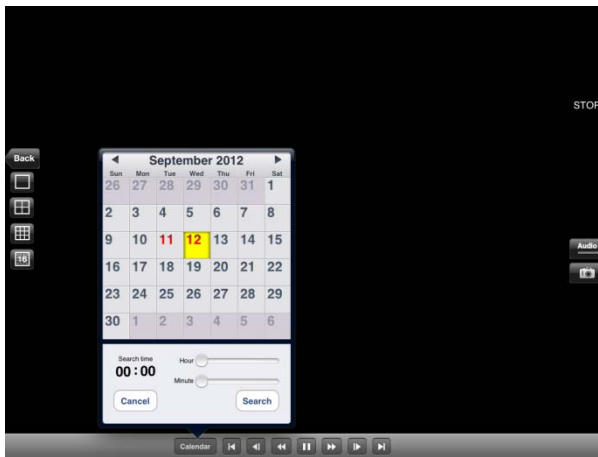 STOP
Back
September 2012
Sun Mon Tue Wed Thu Fri Sat
26 27 28 29 30 31 1
2 3 4 5 6 7 8
9 10 11 12 13 14 15
16 17 18 19 20 21 22
23 24 25 26 27 28 29
30 1 2 3 4 5 6
16
Audio
Search time
00 : 00
Hour
Minute
Cancel
Search
Calendar